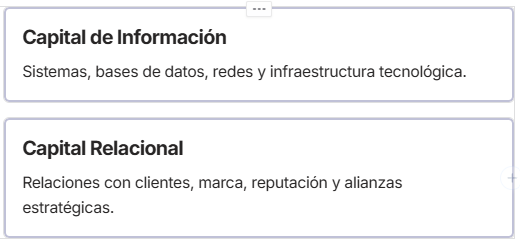 Capital de Información
Sistemas, bases de datos, redes y infraestructura tecnológica.
Capital Relacional
Relaciones con clientes, marca, reputación y alianzas
estratégicas.